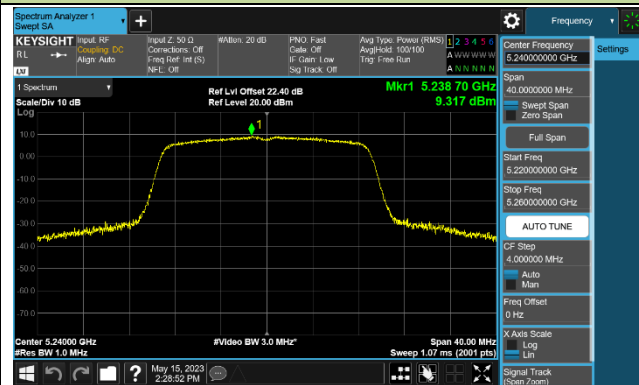 Spectrum Analyzer 1
Swept SA
+
Frequency
KEYSIGHT
RL
LXI
Input: RF
Coupling: DC
Align: Auto
Input Z: 50 Ω
Corrections: Off
Freq Ref: Int (S)
NFE: Off
#Atten: 20 dB
PNO: Fast
Gate: Off
IF Gain: Low
Sig Track: Off
Avg Type: Power (RMS)
Avg|Hold: 100/100
Trig: Free Run
1 2 3 4 5 6
A W W W W W
A N N N N N
Center Frequency
5.240000000 GHz
Settings
Span
40.0000000 MHz
Swept Span
Zero Span
Full Span
Start Freq
5.220000000 GHz
Stop Freq
5.260000000 GHz
AUTO TUNE
CF Step
4.000000 MHz
Auto
Man
Freq Offset
0 Hz
X Axis Scale
Log
Lin
Signal Track
(Span Zoom)
1 Spectrum
Scale/Div 10 dB
Log
Ref Lvl Offset 22.40 dB
Ref Level 20.00 dBm
Mkr1 5.238 70 GHz
9.317 dBm
1
10.0
0.00
-10.0
-20.0
-30.0
-40.0
-50.0
-60.0
-70.0
Center 5.24000 GHz
#Res BW 1.0 MHz
#Video BW 3.0 MHz*
Span 40.00 MHz
Sweep 1.07 ms (2001 pts)
?
May 15, 2023
2:28:52 PM